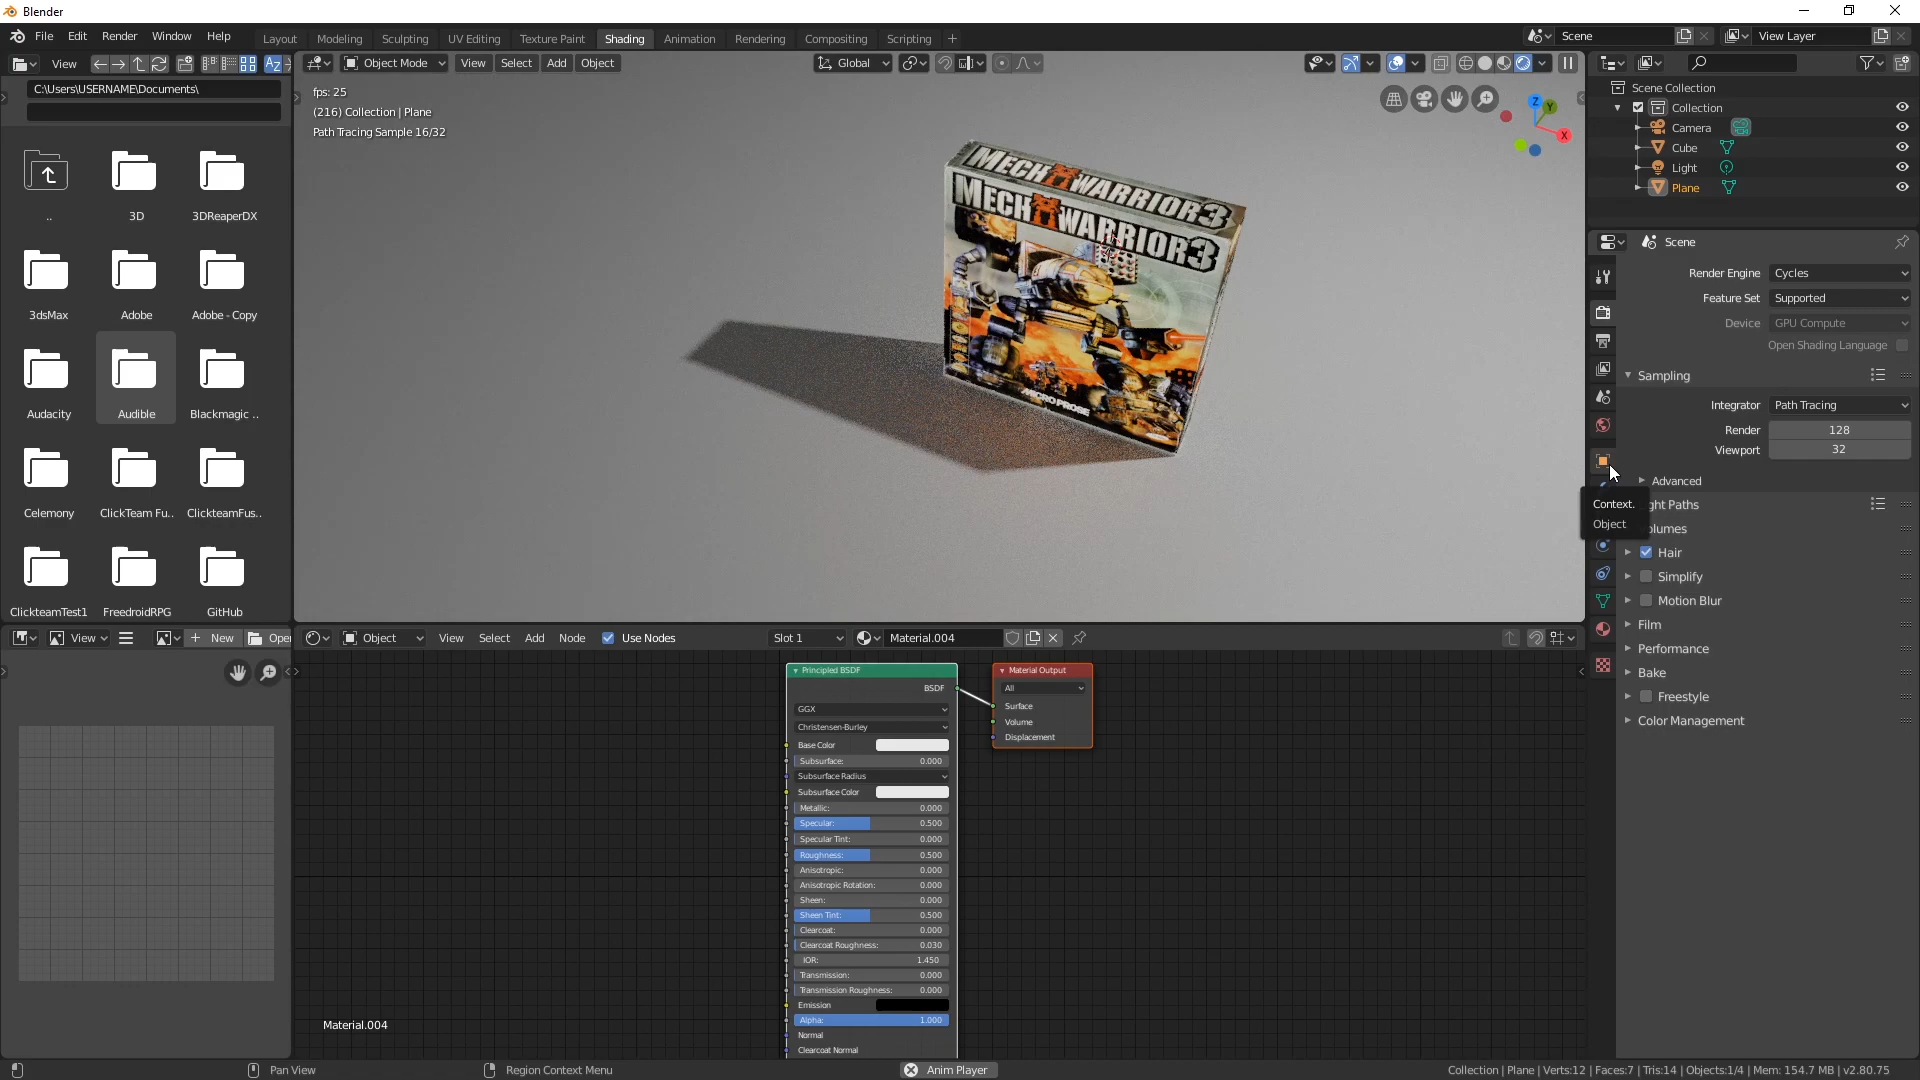 Blender
File Edit Render Window Help
Layout Modeling Sculpting UV Editing Texture Paint Shading Animation Rendering Compositing Scripting
Scene
View Layer
View
C:\Users\USERNAME\Documents\
..
3D
3DReaperDX
3dsMax
Adobe
Adobe - Copy
Audacity
Audible
Blackmagic ..
Celemony
ClickTeam Fu..
ClickteamFus..
ClickteamTest1
FreedroidRPG
GitHub
Object Mode View Select Add Object
Global
fps: 25
(216) Collection | Plane
Path Tracing Sample 16/32
Z
Y
X
MECHWARRIOR3
MECHWARRIOR3
MICROPROSE
Scene Collection
Collection
Camera
Cube
Light
Plane
Scene
Render Engine Cycles
Feature Set Supported
Device GPU Compute
Open Shading Language
Sampling
Integrator Path Tracing
Render 128
Viewport 32
Advanced
Context.
Object
ght Paths
olumes
Hair
Simplify
Motion Blur
Film
Performance
Bake
Freestyle
Color Management
View
New
Open
Object View Select Add Node Use Nodes
Slot 1
Material.004
Principled BSDF
BSDF
GGX
Christensen-Burley
Base Color
Subsurface: 0.000
Subsurface Radius
Subsurface Color
Metallic: 0.000
Specular: 0.500
Specular Tint: 0.000
Roughness: 0.500
Anisotropic: 0.000
Anisotropic Rotation: 0.000
Sheen: 0.000
Sheen Tint: 0.500
Clearcoat: 0.000
Clearcoat Roughness: 0.030
IOR: 1.450
Transmission: 0.000
Transmission Roughness: 0.000
Emission
Alpha: 1.000
Normal
Clearcoat Normal
Material Output
All
Surface
Volume
Displacement
Material.004
Pan View
Region Context Menu
Anim Player
Collection | Plane | Verts:12 | Faces:7 | Tris:14 | Objects:1/4 | Mem: 154.7 MB | v2.80.75